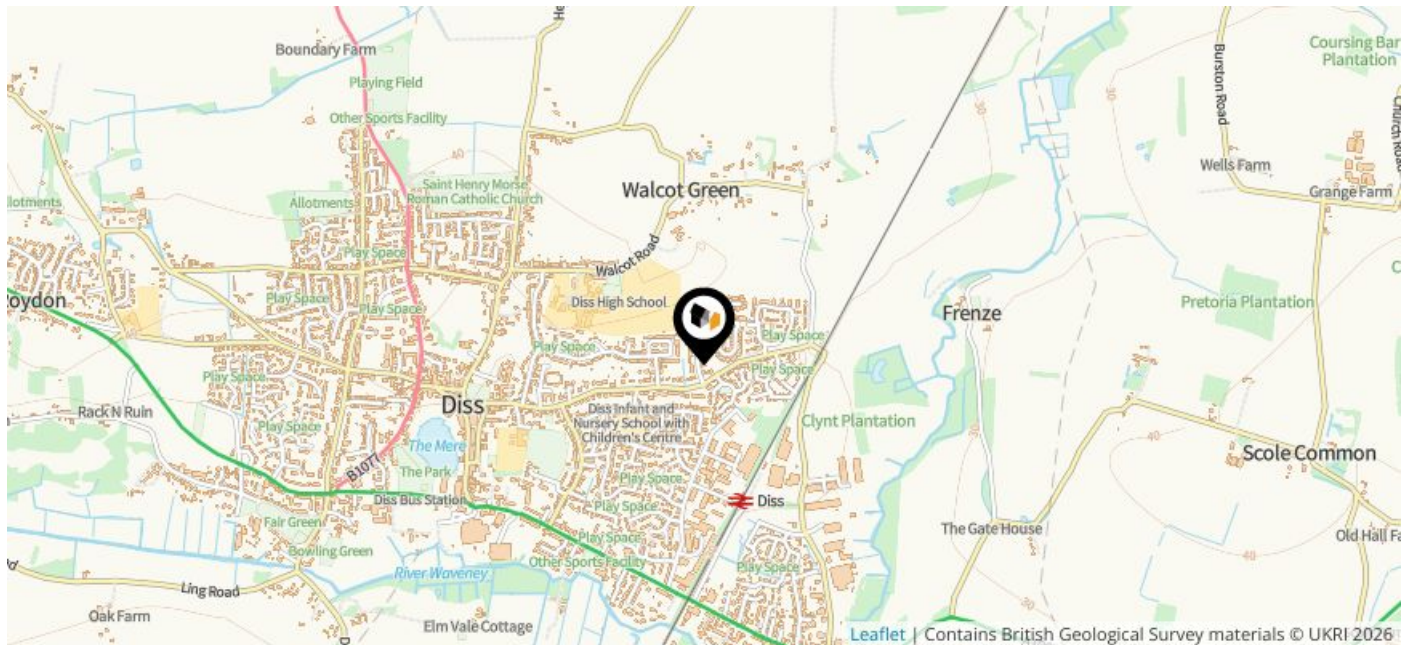 Boundary Farm
Playing Field
Other Sports Facility
40
Saint Henry Morse
Roman Catholic Church
Allotments
Allotments
Play Space
Walcot Green
Walcot Road
30
30
Burston Road
Coursing Bar
Plantation
Church Road
Wells Farm
Grange Farm
Roydon
Play Space
Play Space
Diss High School
Play Space
Play Space
Play Space
Frenze
Pretoria Plantation
Play Space
Rack N Ruin
Play Space
Diss
The Mere
The Park
B1077
Diss Infant and
Nursery School with
Children's Centre
Clynt Plantation
40
Scole Common
Diss Bus Station
Play Space
Play Space
Diss
The Gate House
Old Hall Fa
40
Fair Green
Bowling Green
Play Space
Other Sports Facility
Play Space
River Waveney
Ling Road
Oak Farm
Elm Vale Cottage
Leaflet | Contains British Geological Survey materials © UKRI 2026